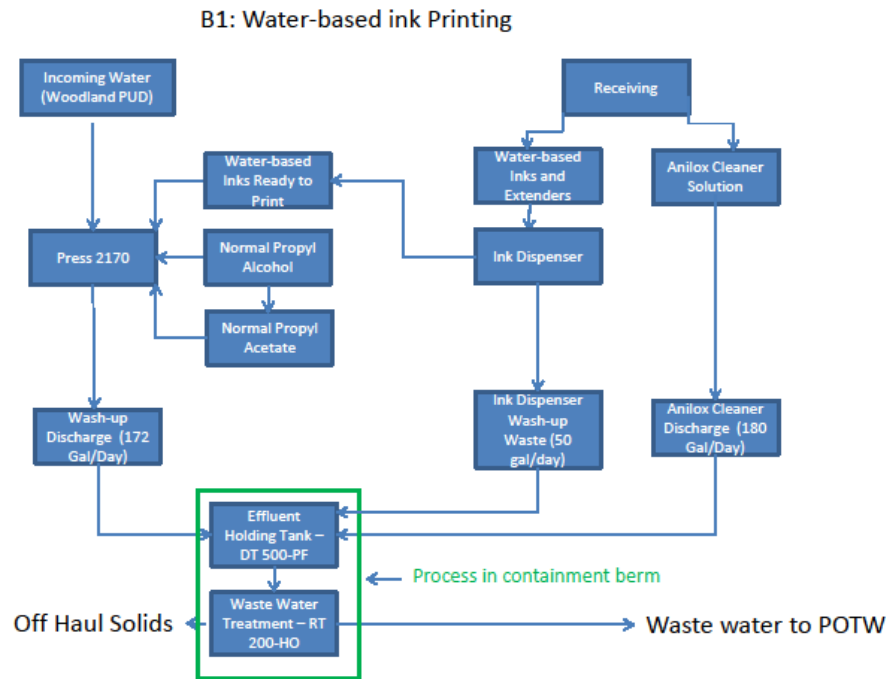 B1: Water-based ink Printing
Incoming Water
(Woodland PUD)
Receiving
Water-based
Inks Ready to
Print
Water-based
Inks and
Extenders
Anilox Cleaner
Solution
Press 2170
Normal Propyl
Alcohol
Ink Dispenser
Normal Propyl
Acetate
Wash-up
Discharge (172
Gal/Day)
Ink Dispenser
Wash-up
Waste (50
gal/day)
Anilox Cleaner
Discharge (180
Gal/Day)
Effluent
Holding Tank –
DT 500-PF
Process in containment berm
Off Haul Solids
Waste Water
Treatment – RT
200-HO
Waste water to POTW